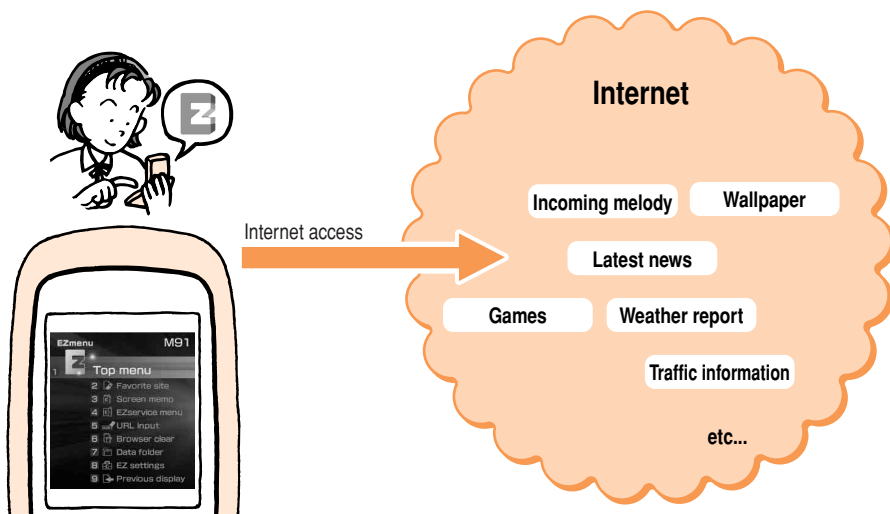 Ez
Internet access
EZmenu M91
Ez
1 Top menu
2 Favorite site
3 Screen memo
4 EZservice menu
5 URL input
6 Browser clear
7 Data folder
8 EZ settings
9 Previous display
Internet
Incoming melody
Wallpaper
Latest news
Games
Weather report
Traffic information
etc...